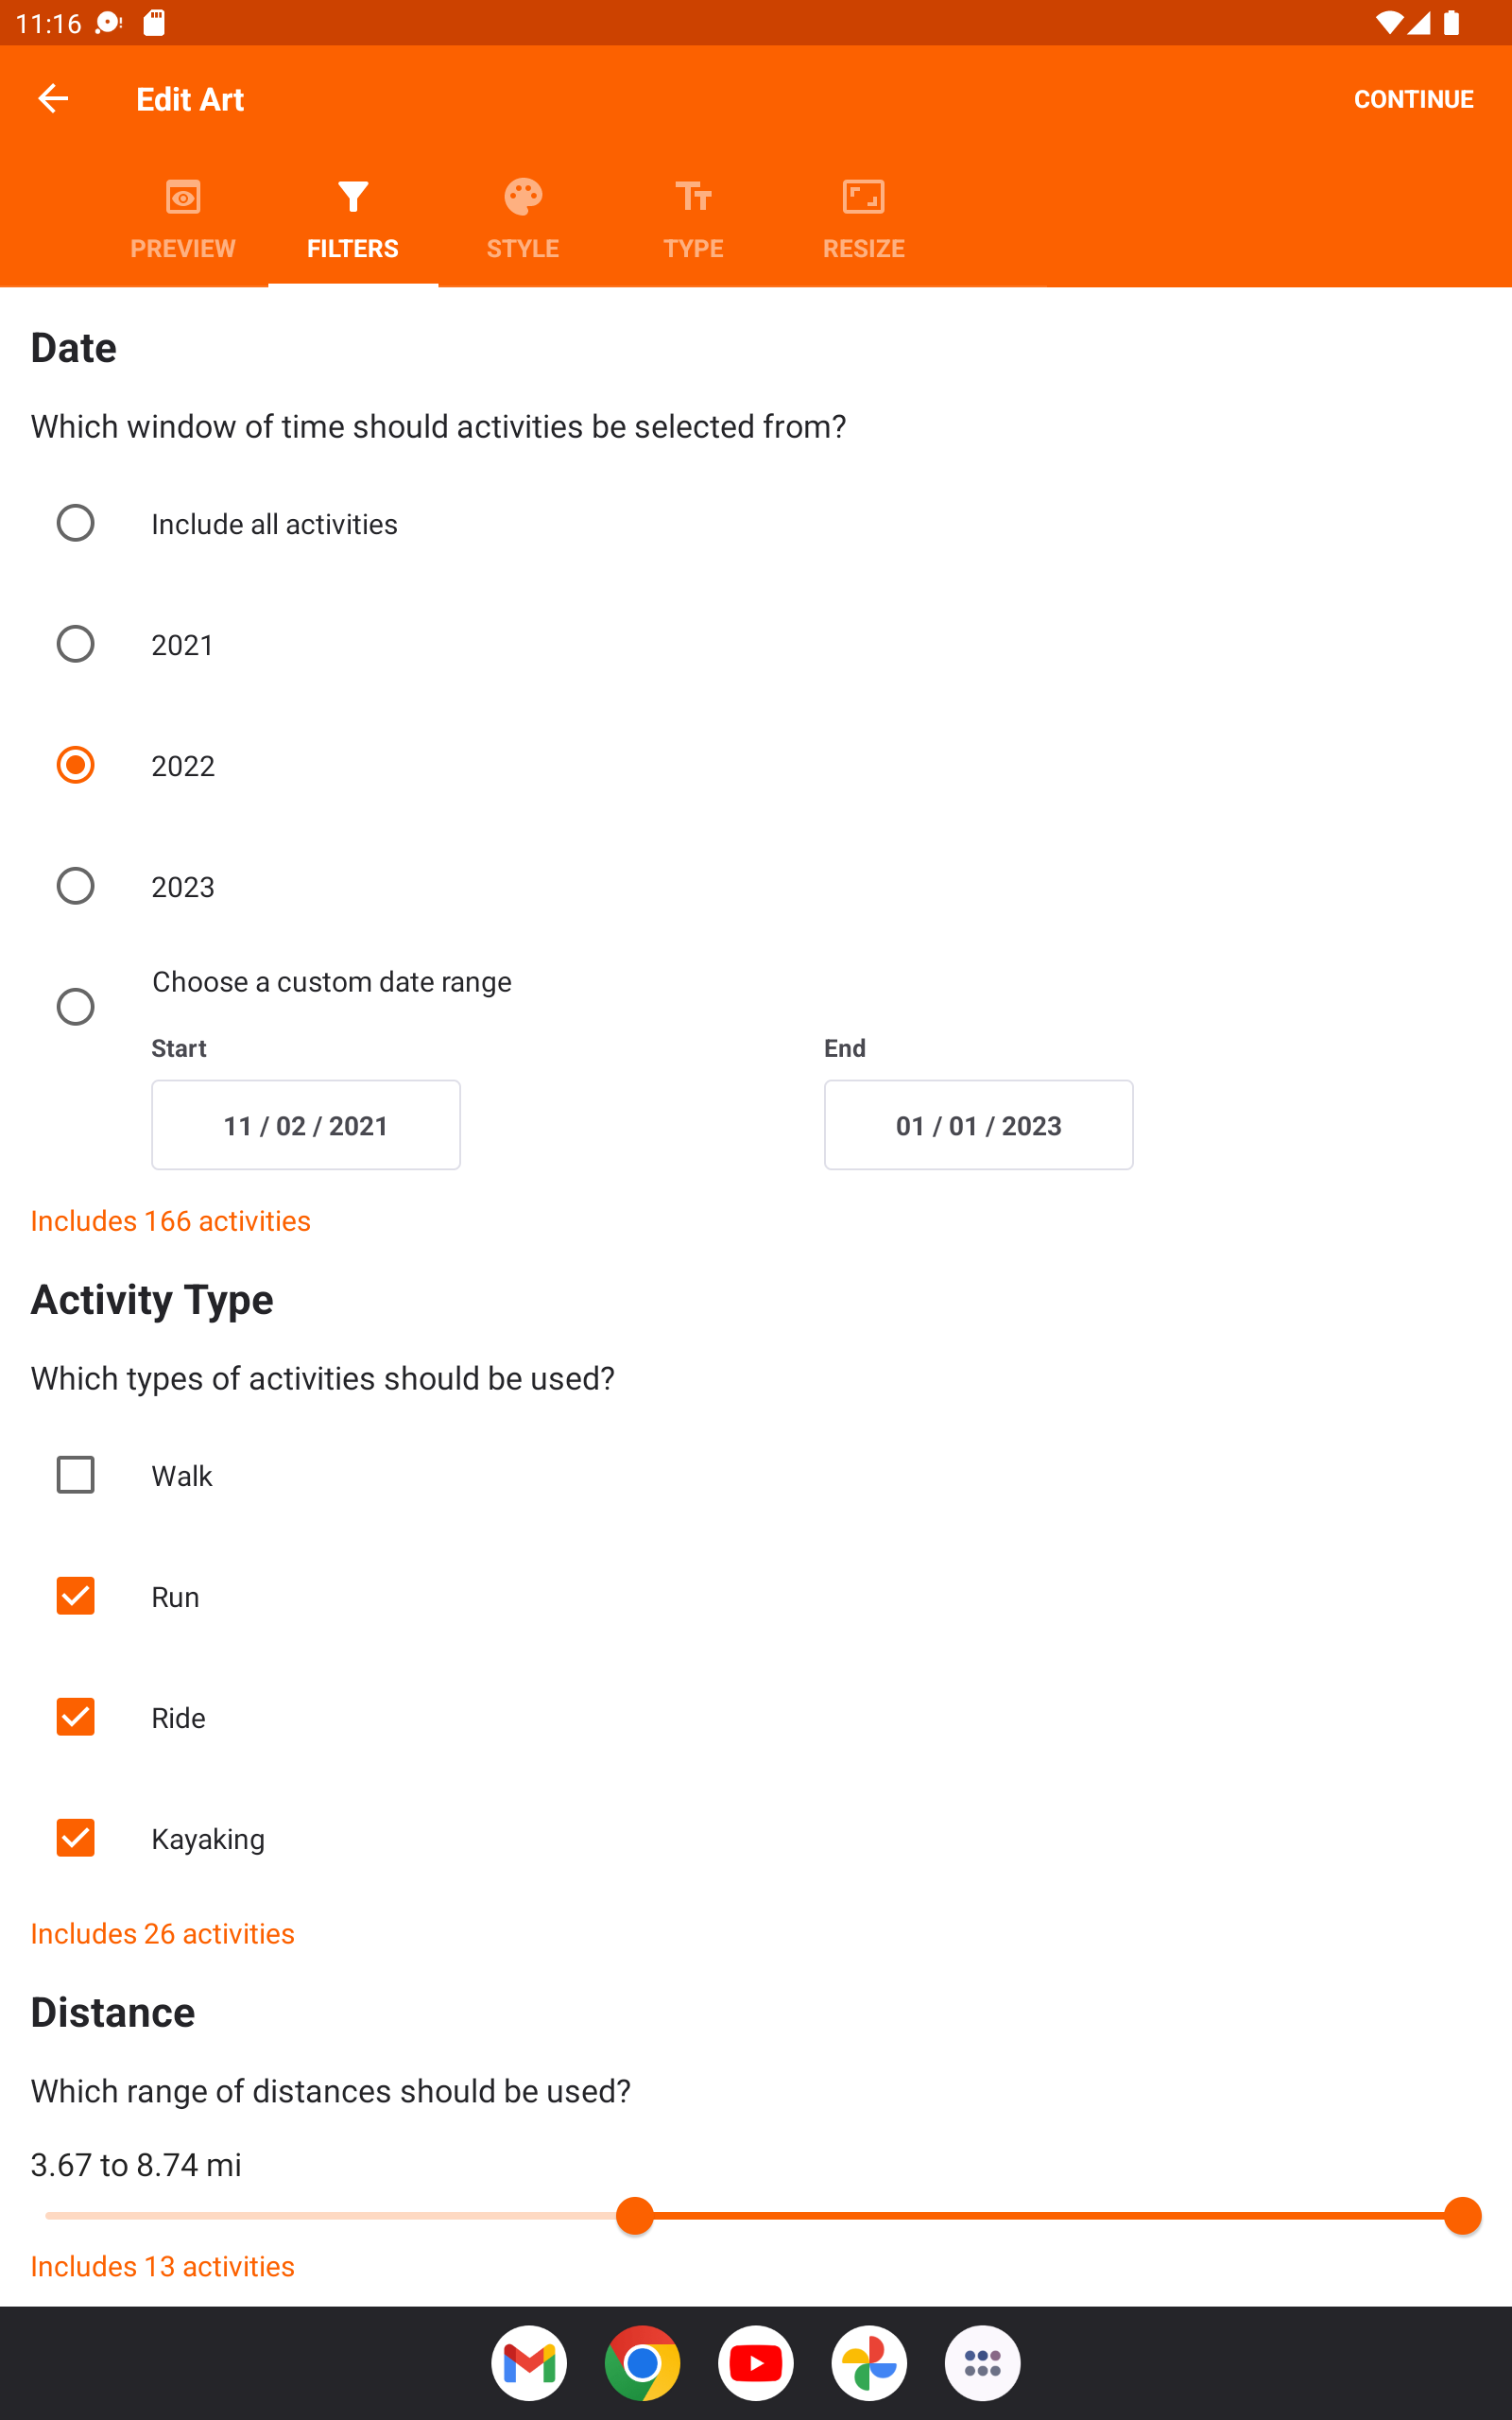 11:16
Edit Art
CONTINUE
PREVIEW
FILTERS
STYLE
TYPE
RESIZE
Date
Which window of time should activities be selected from?
Include all activities
2021
2022
2023
Choose a custom date range
Start
End
11 / 02 / 2021
01 / 01 / 2023
Includes 166 activities
Activity Type
Which types of activities should be used?
Walk
Run
Ride
Kayaking
Includes 26 activities
Distance
Which range of distances should be used?
3.67 to 8.74 mi
Includes 13 activities